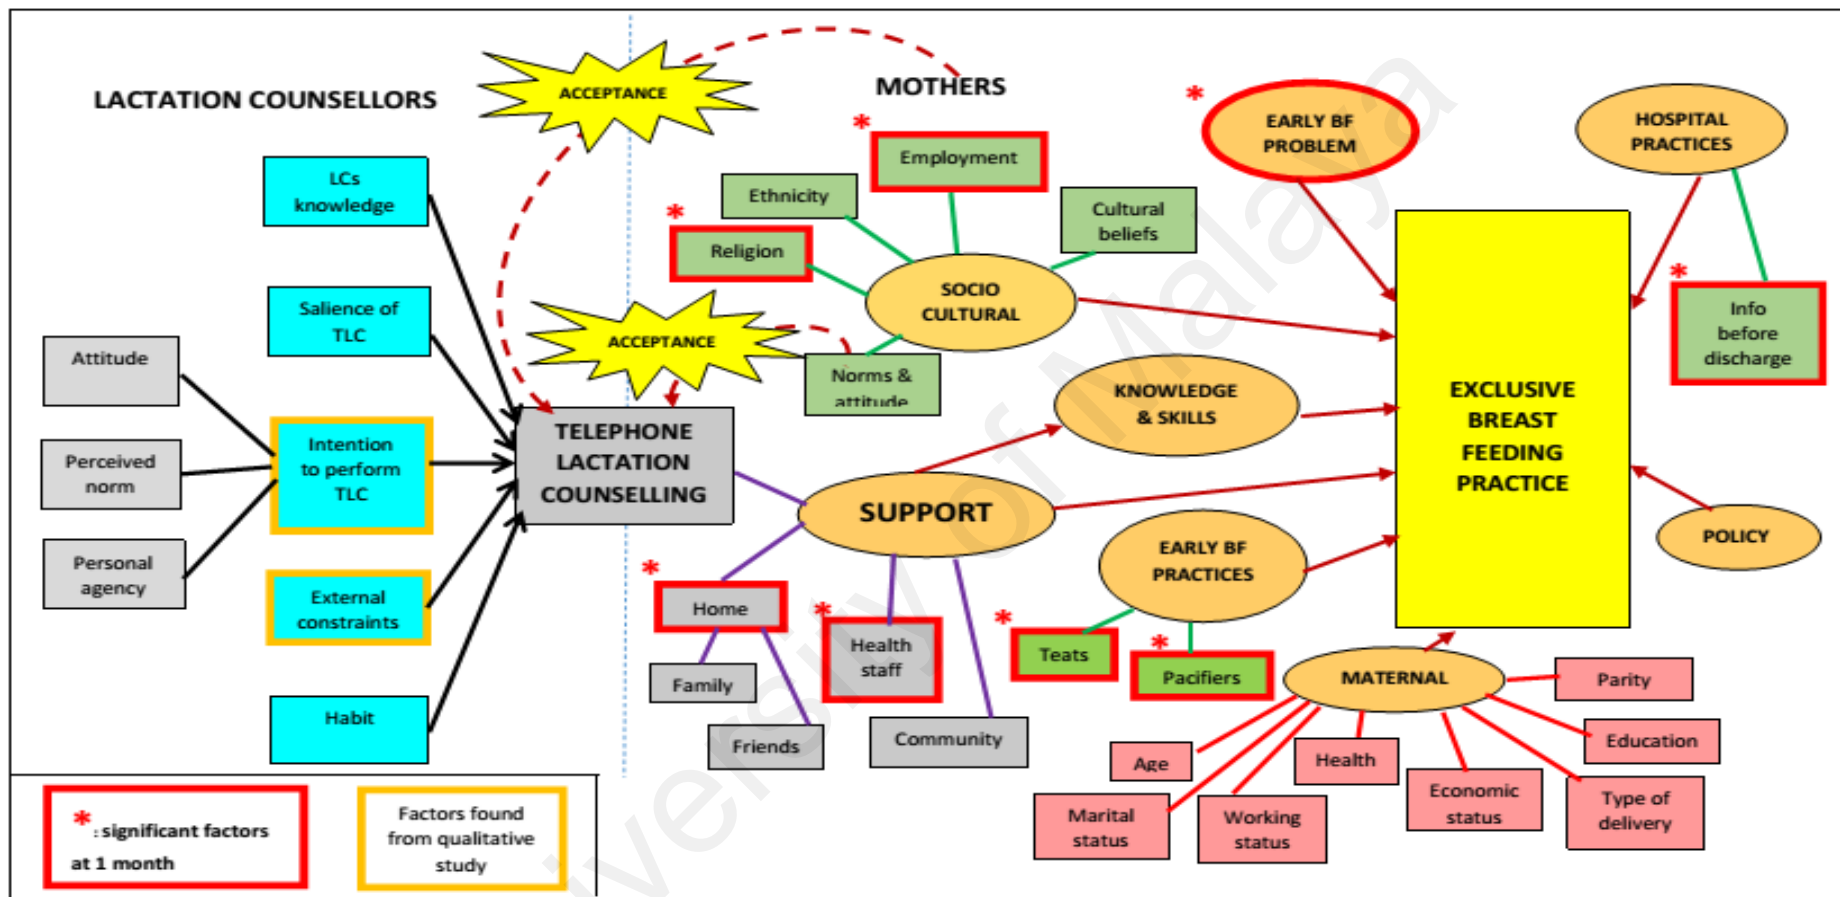 LACTATION COUNSELLORS
ACCEPTANCE
MOTHERS
LCs
knowledge
Salience of
TLC
Attitude
Perceived
norm
Personal
agency
Intention
to perform
TLC
External
constraints
Habit
TELEPHONE
LACTATION
COUNSELLING
ACCEPTANCE
Employment
Ethnicity
Religion
Cultural
beliefs
SOCIO
CULTURAL
Norms &
attitude
EARLY BF
PROBLEM
HOSPITAL
PRACTICES
Info
before
discharge
KNOWLEDGE
& SKILLS
SUPPORT
EARLY BF
PRACTICES
EXCLUSIVE
BREAST
FEEDING
PRACTICE
POLICY
Home
Health
staff
Family
Friends
Community
Teats
Pacifiers
MATERNAL
Parity
Education
Age
Health
Marital
status
Working
status
Economic
status
Type of
delivery
* : significant factors
at 1 month
Factors found
from qualitative
study
of Malaya